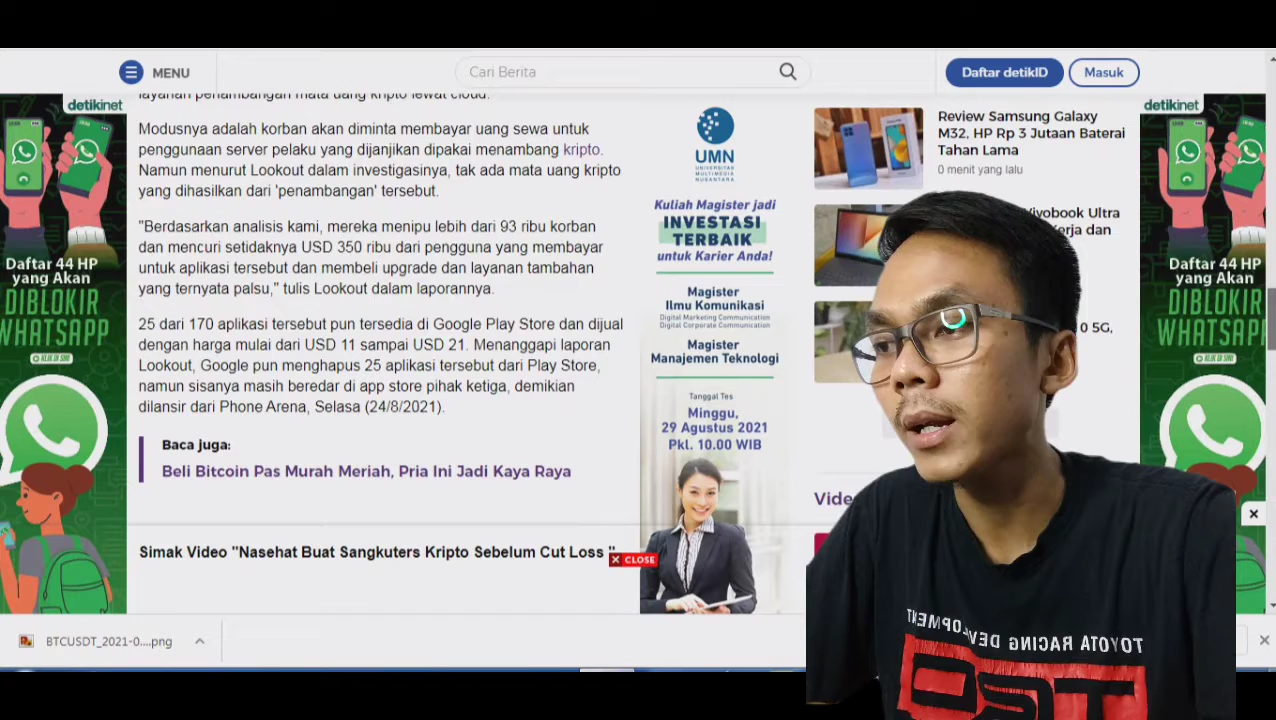 MENU
Cari Berita
Daftar detikID
Masuk
detikinet
Daftar 44 HP
yang Akan
DIBLOKIR
WHATSAPP
layanan penambangan mata uang kripto lewat cloud.
Modusnya adalah korban akan diminta membayar uang sewa untuk
penggunaan server pelaku yang dijanjikan dipakai menambang kripto.
Namun menurut Lookout dalam investigasinya, tak ada mata uang kripto
yang dihasilkan dari 'penambangan' tersebut.
"Berdasarkan analisis kami, mereka menipu lebih dari 93 ribu korban
dan mencuri setidaknya USD 350 ribu dari pengguna yang membayar
untuk aplikasi tersebut dan membeli upgrade dan layanan tambahan
yang ternyata palsu," tulis Lookout dalam laporannya.
25 dari 170 aplikasi tersebut pun tersedia di Google Play Store dan dijual
dengan harga mulai dari USD 11 sampai USD 21. Menanggapi laporan
Lookout, Google pun menghapus 25 aplikasi tersebut dari Play Store,
namun sisanya masih beredar di app store pihak ketiga, demikian
dilansir dari Phone Arena, Selasa (24/8/2021).
Baca juga:
Beli Bitcoin Pas Murah Meriah, Pria Ini Jadi Kaya Raya
Simak Video "Nasehat Buat Sangkuters Kripto Sebelum Cut Loss "
CLOSE
UMN
UNIVERSITAS
MULTIMEDIA
NUSANTARA
Kuliah Magister jadi
INVESTASI
TERBAIK
untuk Karier Anda!
Magister
Ilmu Komunikasi
Digital Marketing Communication
Digital Corporate Communication
Magister
Manajemen Teknologi
Tanggal Tes
Minggu,
29 Agustus 2021
Pkl. 10.00 WIB
Review Samsung Galaxy
M32, HP Rp 3 Jutaan Baterai
Tahan Lama
0 menit yang lalu
Vivobook Ultra
Kerja dan
0 5G,
Vide
detikinet
Daftar 44 HP
yang Akan
DIBLOKIR
WHATSAPP
BTCUSDT_2021-0....png
TOYOTA RACING DEVELOPMENT
TRD